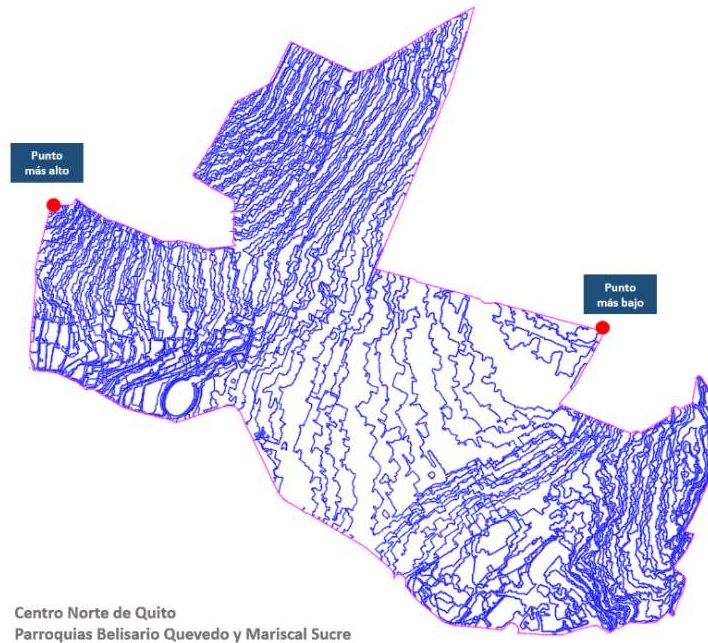 Punto
más alto
Punto
más bajo
Centro Norte de Quito
Parroquias Belisario Quevedo y Mariscal Sucre